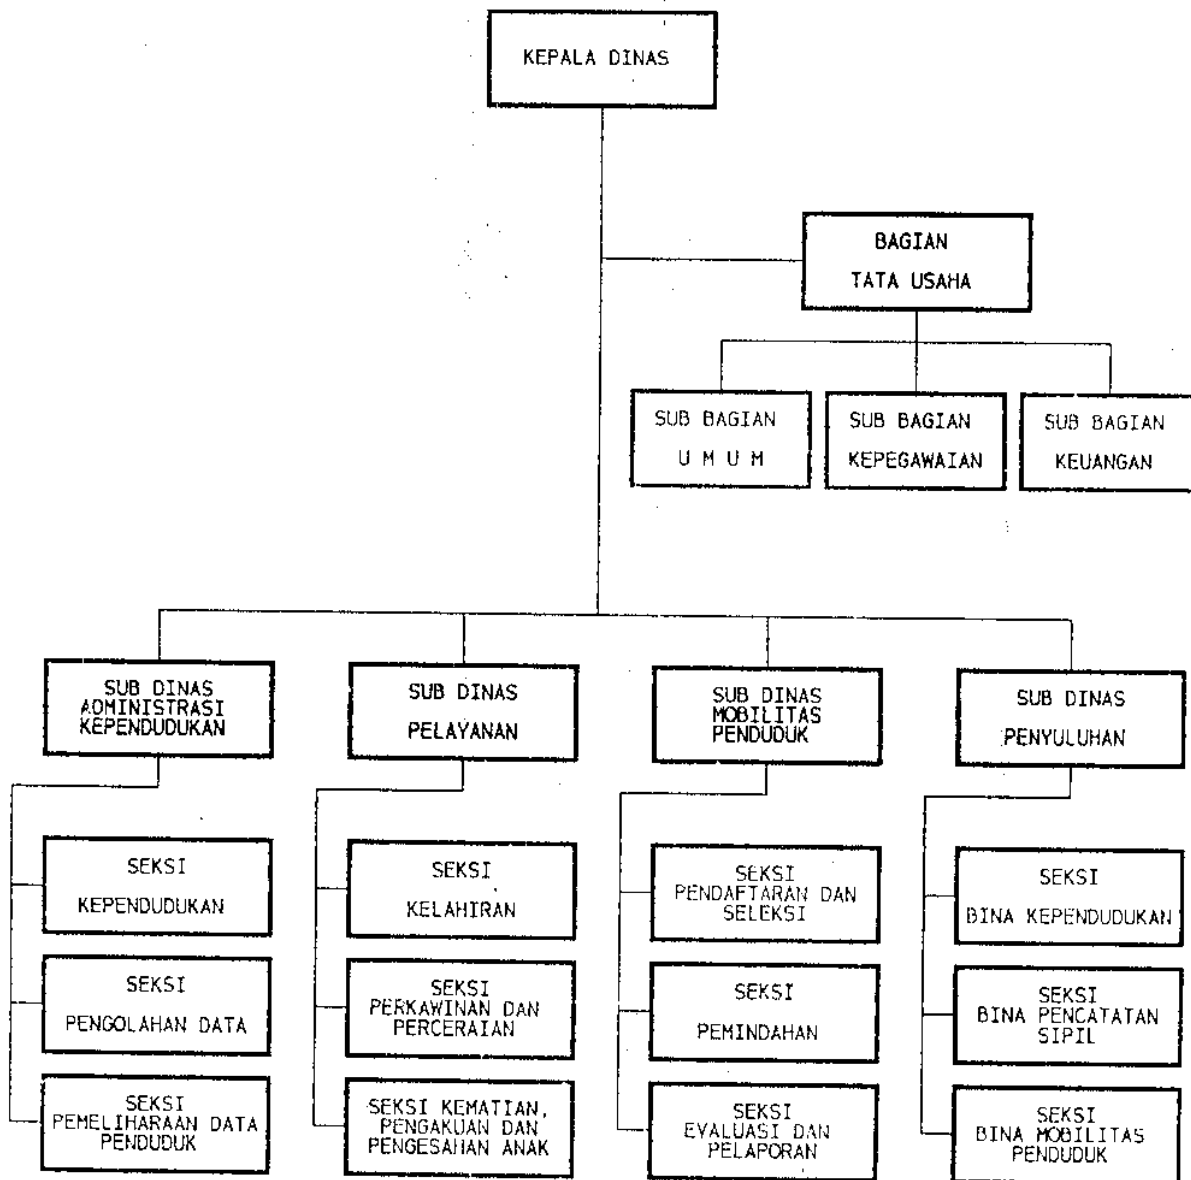 KEPALA DINAS
BAGIAN
TATA USAHA
SUB BAGIAN
U M U M
SUB BAGIAN
KEPEGAWAIAN
SUB BAGIAN
KEUANGAN
SUB DINAS
ADMINISTRASI
KEPENDUDUKAN
SUB DINAS
PELAYANAN
SUB DINAS
MOBILITAS
PENDUDUK
SUB DINAS
PENYULUHAN
SEKSI
KEPENDUDUKAN
SEKSI
KELAHIRAN
SEKSI
PENDAFTARAN DAN
SELEKSI
SEKSI
BINA KEPENDUDUKAN
SEKSI
PENGOLAHAN DATA
SEKSI
PERKAWINAN DAN
PERCERAIAN
SEKSI
PEMINDAHAN
SEKSI
BINA PENCATATAN
SIPIL
SEKSI
PEMELIHARAAN DATA
PENDUDUK
SEKSI KEMATIAN,
PENGAKUAN DAN
PENGESAHAN ANAK
SEKSI
EVALUASI DAN
PELAPORAN
SEKSI
BINA MOBILITAS
PENDUDUK